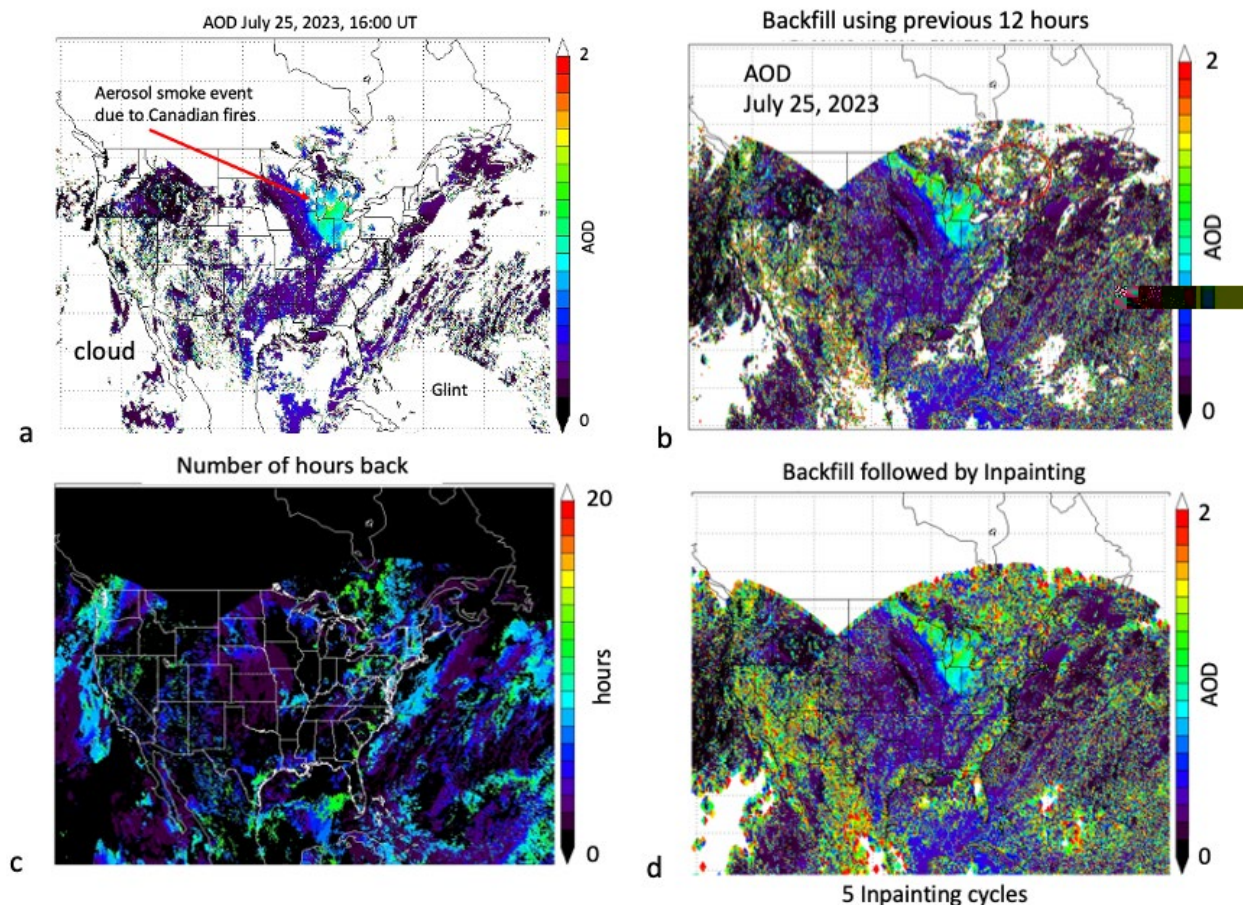 AOD July 25, 2023, 16:00 UT
2
Aerosol smoke event
due to Canadian fires
AOD
cloud
Glint
0
a
Backfill using previous 12 hours
2
AOD
July 25, 2023
AOD
0
b
Number of hours back
20
hours
0
c
Backfill followed by Inpainting
2
AOD
0
d
5 Inpainting cycles